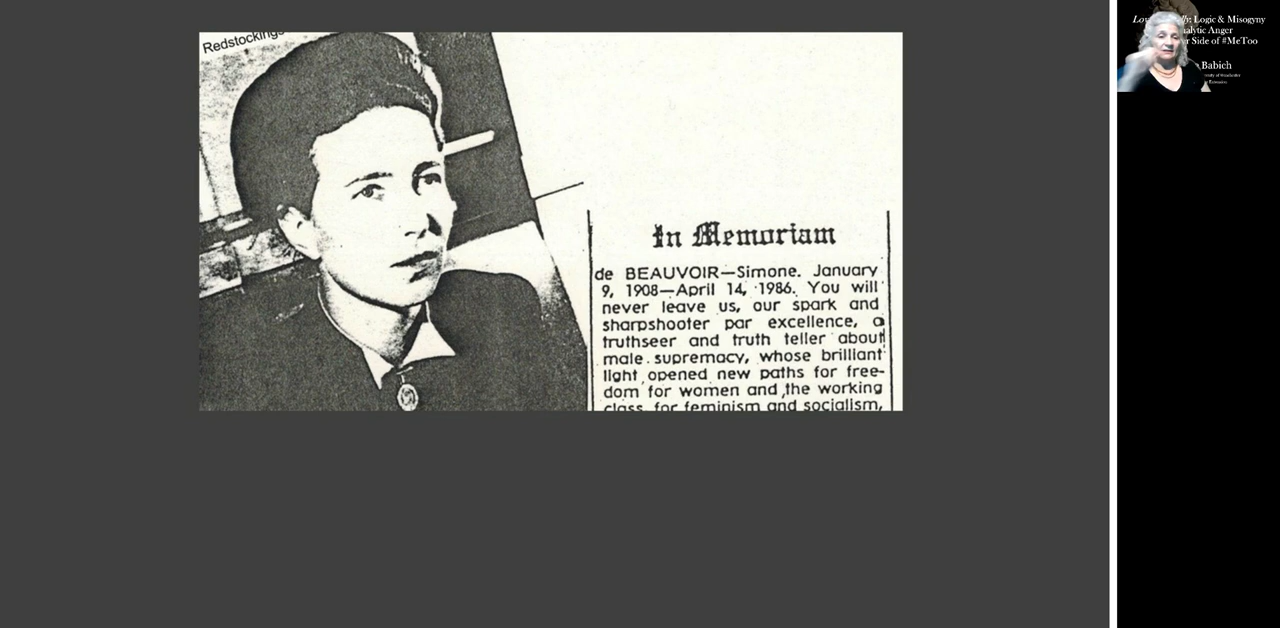 Redstockings
In Memoriam
de BEAUVOIR—Simone. January
9, 1908—April 14, 1986. You will
never leave us, our spark and
sharpshooter par excellence, a
truthseer and truth teller about
male supremacy, whose brilliant
light opened new paths for free-
dom for women and the working
class, for feminism and socialism,
Logic & Misogyny
Anger
Side of #MeToo
Babich